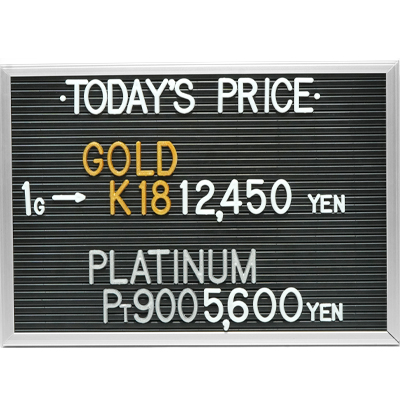 ·TODAY'S PRICE·
GOLD
1G→ K18 12,450 YEN
PLATINUM
PT900 5,600 YEN